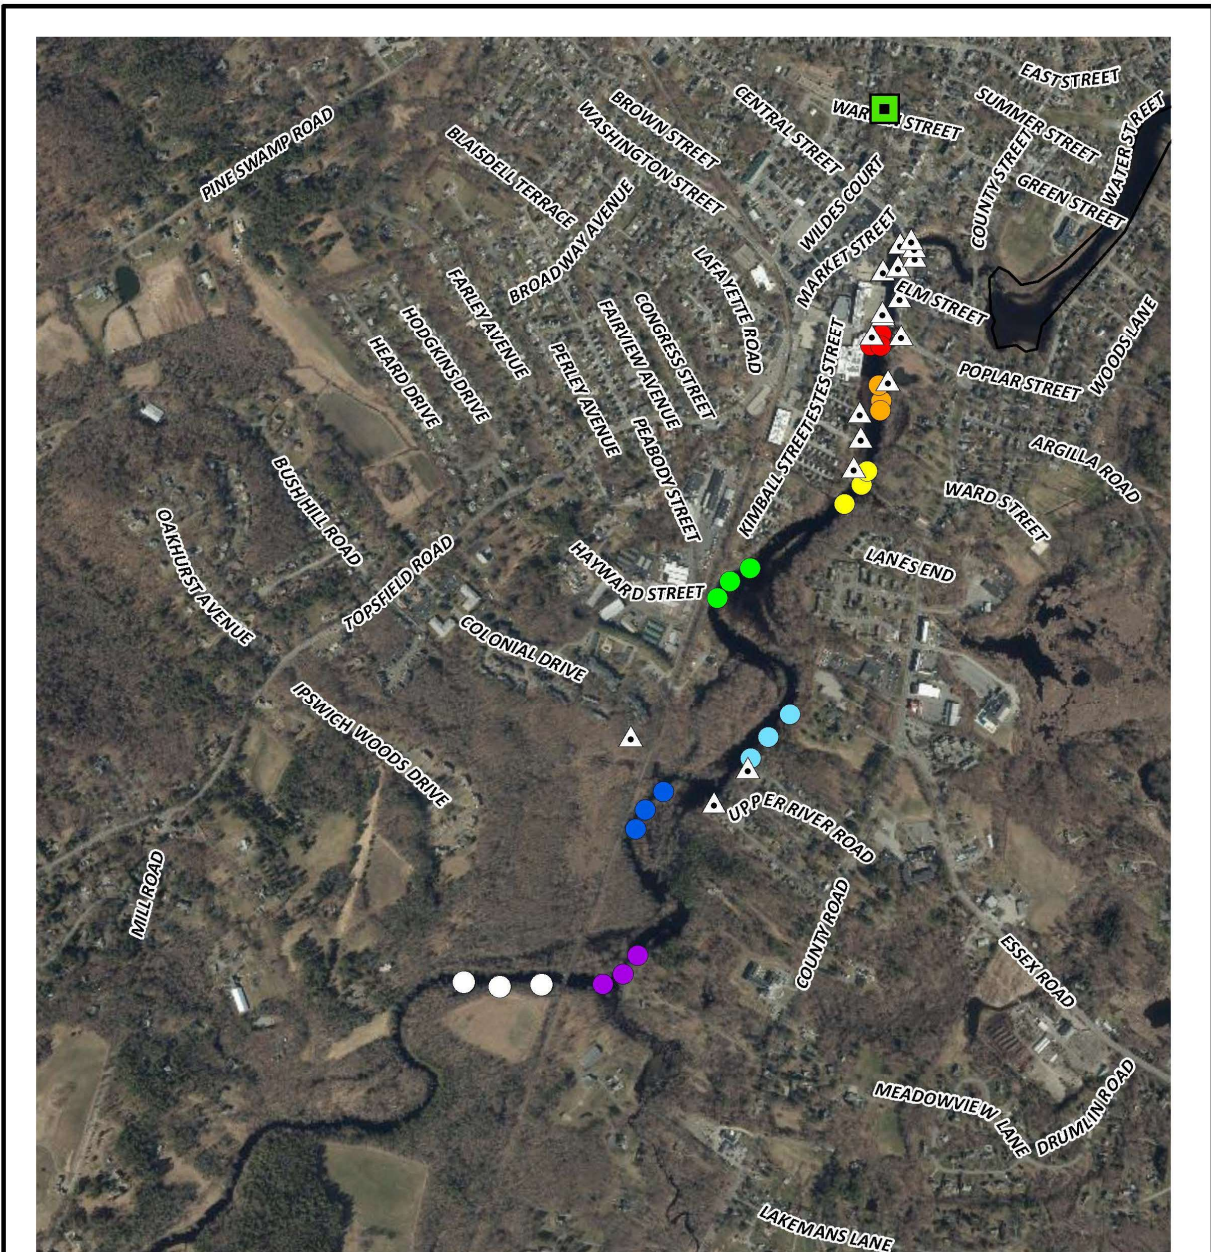 EAST STREET
SUMMER STREET
WATER STREET
CENTRAL STREET
BROWN STREET
WASHINGTON STREET
PINE SWAMP ROAD
BLAISDELL TERRACE
COUNTY STREET
GREEN STREET
WILDES COURT
BROADWAY AVENUE
MARKET STREET
LAFAYETTE ROAD
ELM STREET
FARLEY AVENUE
CONGRESS STREET
FAIRVIEW AVENUE
HODGKINS DRIVE
HEARD DRIVE
PERLEY AVENUE
WOODS LANE
POPLAR STREET
ESTES STREET
KIMBALL STREET
PEABODY STREET
ARGILLA ROAD
WARD STREET
BUSH HILL ROAD
OAKHURST AVENUE
TOPSFIELD ROAD
HAYWARD STREET
LANES END
COLONIAL DRIVE
IPSWICH WOODS DRIVE
UPPER RIVER ROAD
MILL ROAD
COUNTY ROAD
ESSEX ROAD
MEADOWVIEW LANE
DRUMLIN ROAD
LAKEMANS LANE